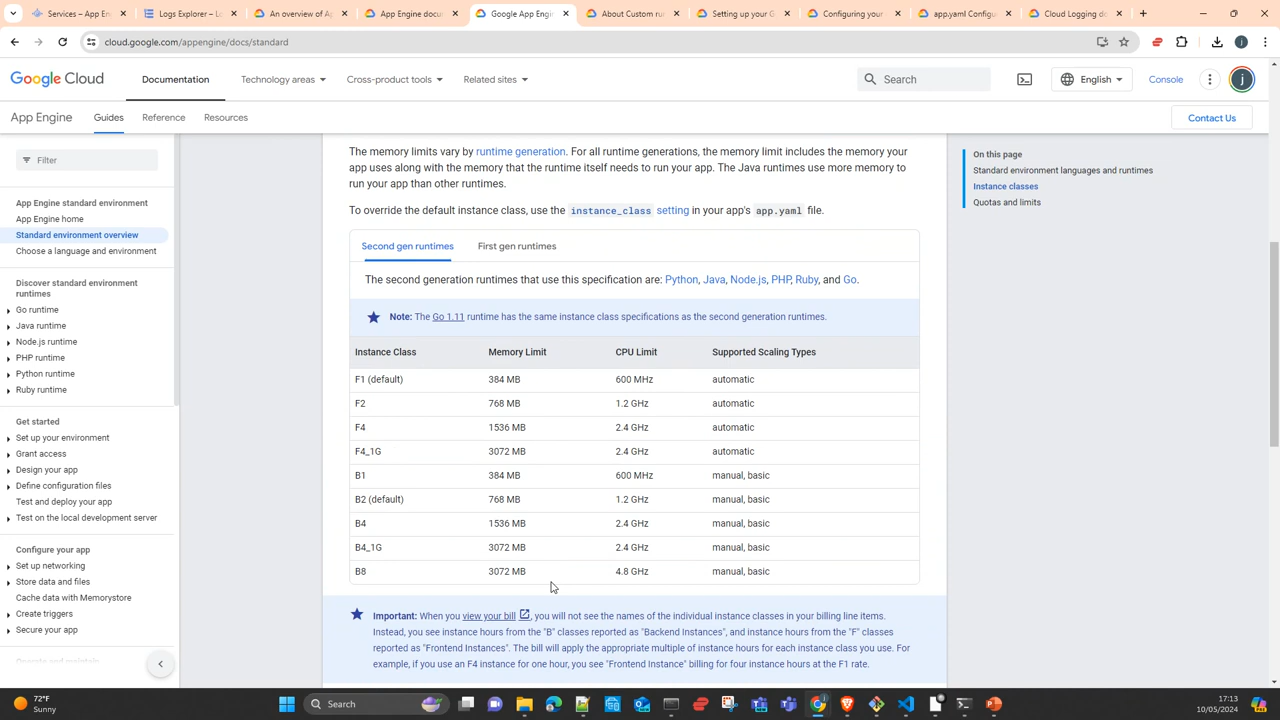 Services – App En
Logs Explorer – Lo
An overview of Ap
App Engine docum
Google App Engin
About Custom run
Setting up your G
Configuring your
app.yaml Configu
Cloud Logging do
cloud.google.com/appengine/docs/standard
Google Cloud
Documentation
Technology areas
Cross-product tools
Related sites
Search
English
Console
j
App Engine
Guides
Reference
Resources
Contact Us
Filter
App Engine standard environment
App Engine home
Standard environment overview
Choose a language and environment
Discover standard environment
runtimes
Go runtime
Java runtime
Node.js runtime
PHP runtime
Python runtime
Ruby runtime
Get started
Set up your environment
Grant access
Design your app
Define configuration files
Test and deploy your app
Test on the local development server
Configure your app
Set up networking
Store data and files
Cache data with Memorystore
Create triggers
Secure your app
Operate and maintain
The memory limits vary by runtime generation. For all runtime generations, the memory limit includes the memory your
app uses along with the memory that the runtime itself needs to run your app. The Java runtimes use more memory to
run your app than other runtimes.
To override the default instance class, use the instance_class setting in your app's app.yaml file.
Second gen runtimes
First gen runtimes
The second generation runtimes that use this specification are: Python, Java, Node.js, PHP, Ruby, and Go.
Note: The Go 1.11 runtime has the same instance class specifications as the second generation runtimes.
Instance Class Memory Limit CPU Limit Supported Scaling Types
F1 (default) 384 MB 600 MHz automatic
F2 768 MB 1.2 GHz automatic
F4 1536 MB 2.4 GHz automatic
F4_1G 3072 MB 2.4 GHz automatic
B1 384 MB 600 MHz manual, basic
B2 (default) 768 MB 1.2 GHz manual, basic
B4 1536 MB 2.4 GHz manual, basic
B4_1G 3072 MB 2.4 GHz manual, basic
B8 3072 MB 4.8 GHz manual, basic
Important: When you view your bill, you will not see the names of the individual instance classes in your billing line items.
Instead, you see instance hours from the "B" classes reported as "Backend Instances", and instance hours from the "F" classes
reported as "Frontend Instances". The bill will apply the appropriate multiple of instance hours for each instance class you use. For
example, if you use an F4 instance for one hour, you see "Frontend Instance" billing for four instance hours at the F1 rate.
On this page
Standard environment languages and runtimes
Instance classes
Quotas and limits
72°F
Sunny
Search
17:13
10/05/2024